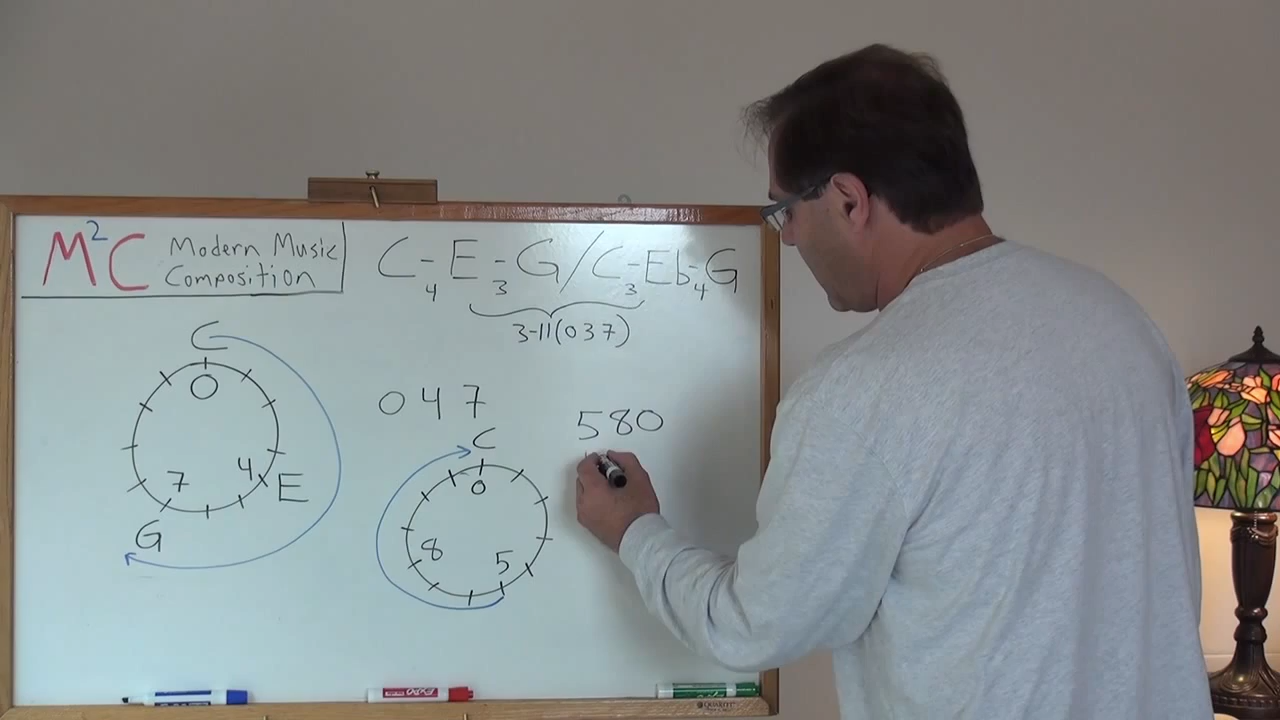 M²C Modern Music Composition
C - E - G / C - Eb - G
4 3 3 4
3-11(037)
C
0
4
E
7
G
0 4 7
C
0
8
5
580